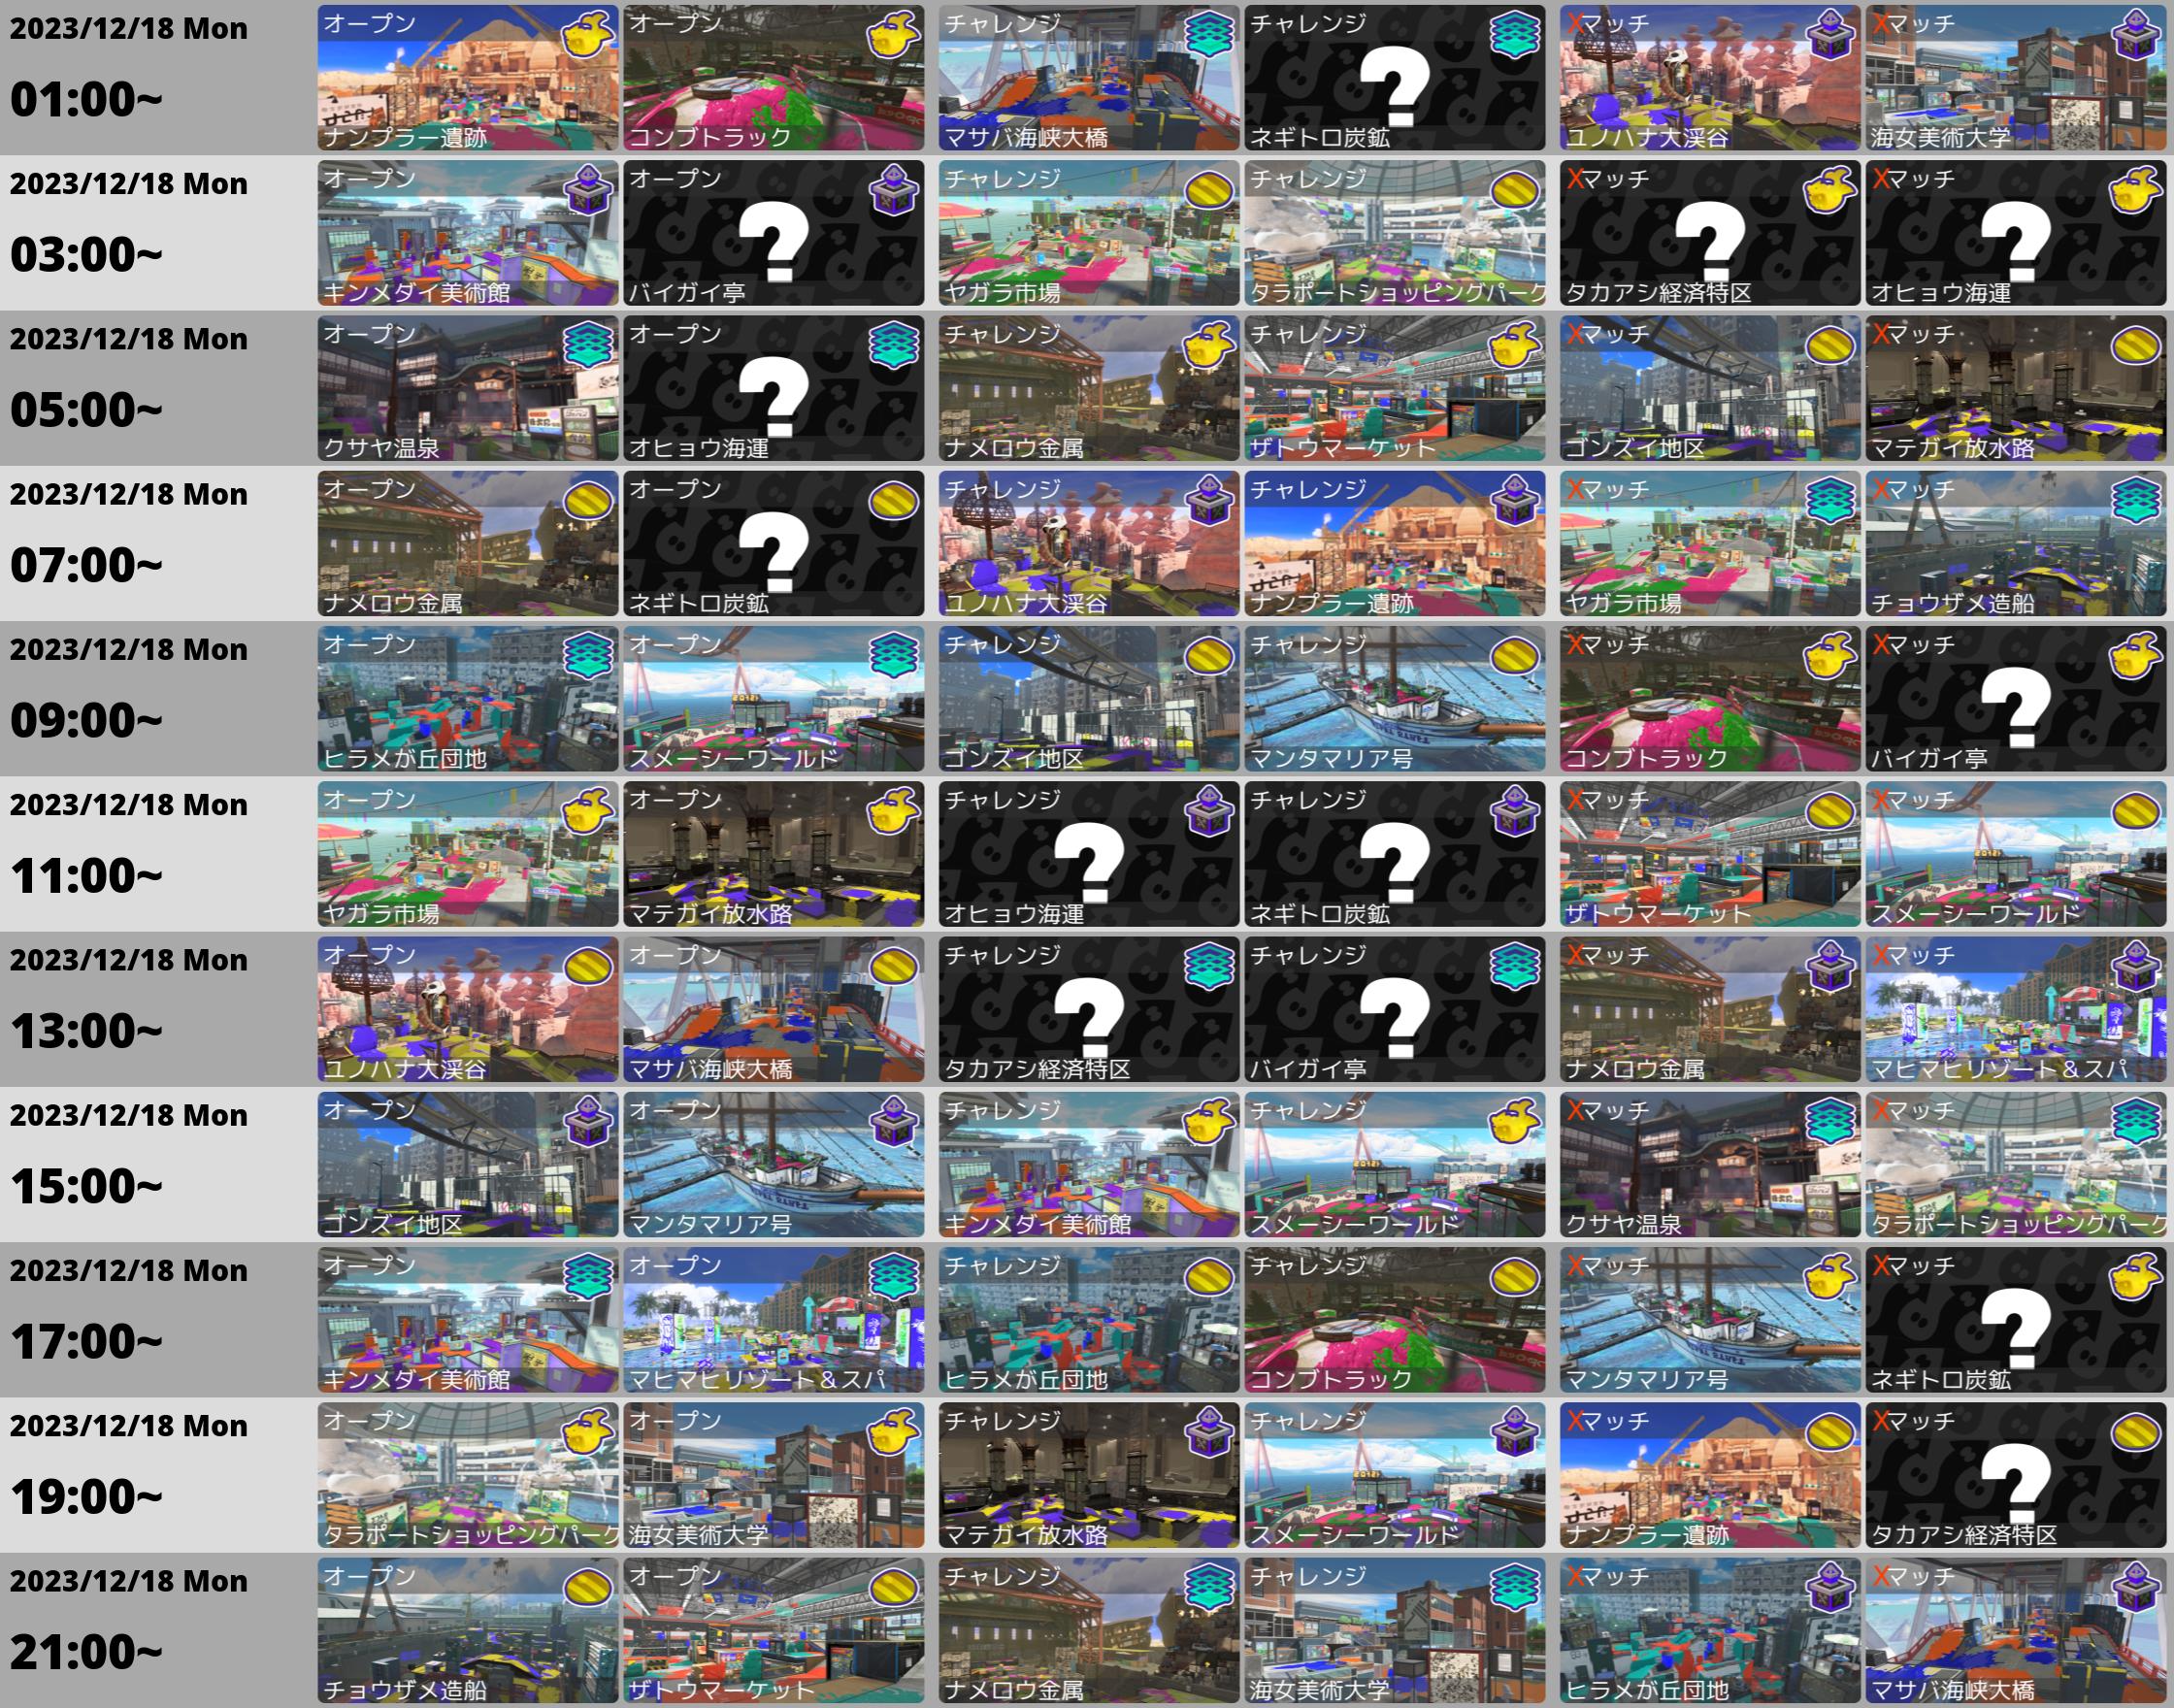 2023/12/18 Mon
01:00~
オープン
ナンプラー遺跡
オープン
コンブトラック
チャレンジ
マサバ海峡大橋
チャレンジ
ネギトロ炭鉱
Xマッチ
ユノハナ大渓谷
Xマッチ
海女美術大学
2023/12/18 Mon
03:00~
オープン
キンメダイ美術館
オープン
バイガイ亭
チャレンジ
ヤガラ市場
チャレンジ
タラポートショッピングパーク
Xマッチ
タカアシ経済特区
Xマッチ
オヒョウ海運
2023/12/18 Mon
05:00~
オープン
クサヤ温泉
オープン
オヒョウ海運
チャレンジ
ナメロウ金属
チャレンジ
ザトウマーケット
Xマッチ
ゴンズイ地区
Xマッチ
マテガイ放水路
2023/12/18 Mon
07:00~
オープン
ナメロウ金属
オープン
ネギトロ炭鉱
チャレンジ
ユノハナ大渓谷
チャレンジ
ナンプラー遺跡
Xマッチ
ヤガラ市場
Xマッチ
チョウザメ造船
2023/12/18 Mon
09:00~
オープン
ヒラメが丘団地
オープン
スメーシーワールド
チャレンジ
ゴンズイ地区
チャレンジ
マンタマリア号
Xマッチ
コンブトラック
Xマッチ
バイガイ亭
2023/12/18 Mon
11:00~
オープン
ヤガラ市場
オープン
マテガイ放水路
チャレンジ
オヒョウ海運
チャレンジ
ネギトロ炭鉱
Xマッチ
ザトウマーケット
Xマッチ
スメーシーワールド
2023/12/18 Mon
13:00~
オープン
ユノハナ大渓谷
オープン
マサバ海峡大橋
チャレンジ
タカアシ経済特区
チャレンジ
バイガイ亭
Xマッチ
ナメロウ金属
Xマッチ
マヒマヒリゾート＆スパ
2023/12/18 Mon
15:00~
オープン
ゴンズイ地区
オープン
マンタマリア号
チャレンジ
キンメダイ美術館
チャレンジ
スメーシーワールド
Xマッチ
クサヤ温泉
Xマッチ
タラポートショッピングパーク
2023/12/18 Mon
17:00~
オープン
キンメダイ美術館
オープン
マヒマヒリゾート＆スパ
チャレンジ
ヒラメが丘団地
チャレンジ
コンブトラック
Xマッチ
マンタマリア号
Xマッチ
ネギトロ炭鉱
2023/12/18 Mon
19:00~
オープン
タラポートショッピングパーク
オープン
海女美術大学
チャレンジ
マテガイ放水路
チャレンジ
スメーシーワールド
Xマッチ
ナンプラー遺跡
Xマッチ
タカアシ経済特区
2023/12/18 Mon
21:00~
オープン
チョウザメ造船
オープン
ザトウマーケット
チャレンジ
ナメロウ金属
チャレンジ
海女美術大学
Xマッチ
ヒラメが丘団地
Xマッチ
マサバ海峡大橋